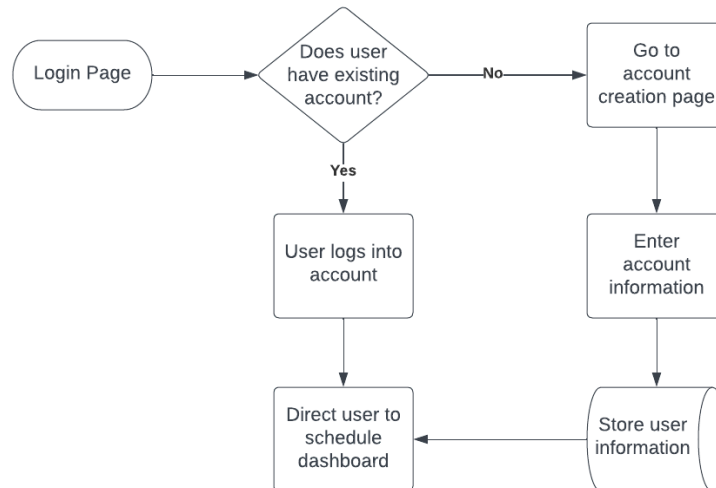 Login Page
Does user
have existing
account?
No
Go to
account
creation page
Yes
User logs into
account
Enter
account
information
Direct user to
schedule
dashboard
Store user
information